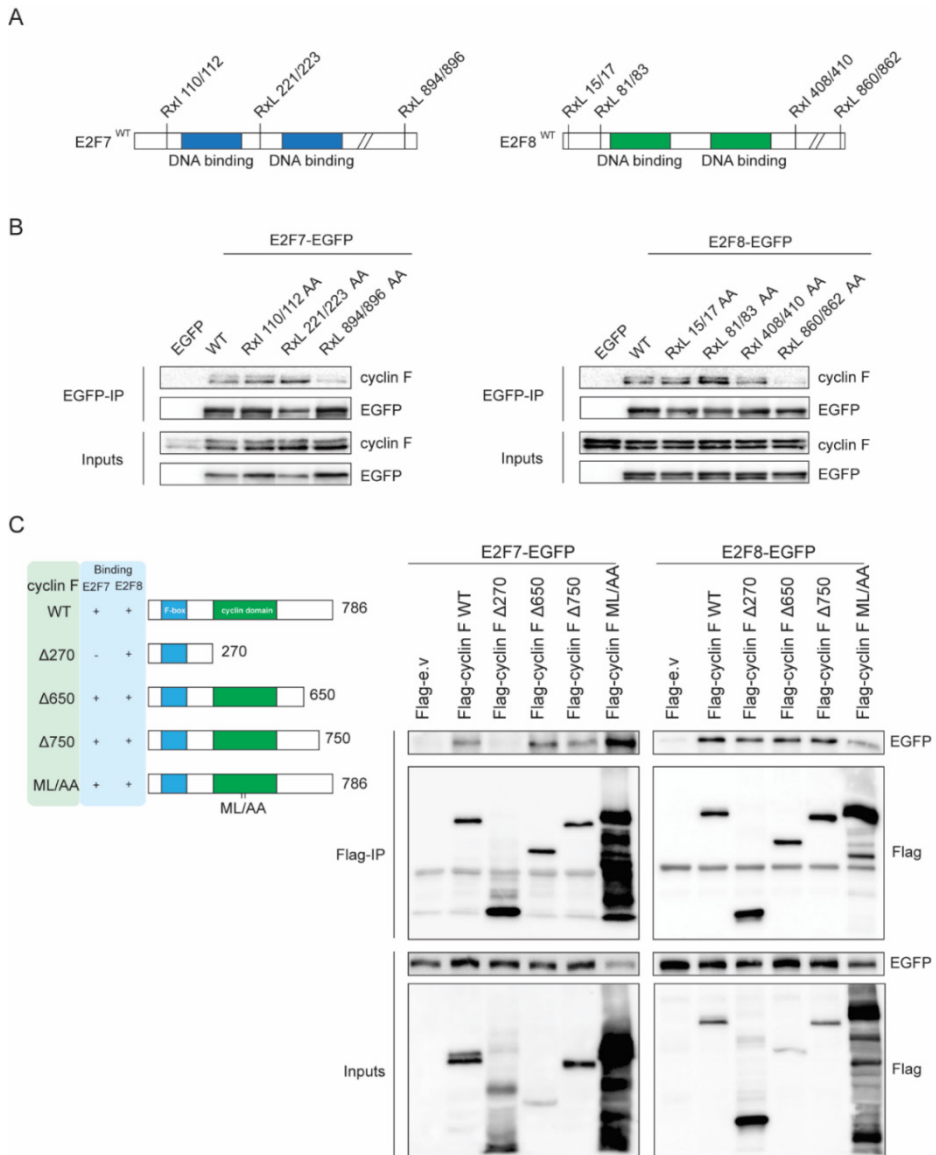 A
RxI 110/112
RxL 221/223
RxL 894/896
E2F7 WT
DNA binding
DNA binding
RxL 15/17
RxL 81/83
RxI 408/410
RxL 860/862
E2F8 WT
DNA binding
DNA binding
B
E2F7-EGFP
EGFP
WT
RxI 110/112 AA
RxL 221/223 AA
RxL 894/896 AA
EGFP-IP
cyclin F
EGFP
Inputs
cyclin F
EGFP
E2F8-EGFP
EGFP
WT
RxL 15/17 AA
RxL 81/83 AA
RxI 408/410 AA
RxL 860/862 AA
EGFP-IP
cyclin F
EGFP
Inputs
cyclin F
EGFP
C
Binding
cyclin F E2F7 E2F8
WT + + F-box cyclin domain 786
Δ270 - + 270
Δ650 + + 650
Δ750 + + 750
ML/AA + + 786
ML/AA
E2F7-EGFP
Flag-e.v
Flag-cyclin F WT
Flag-cyclin F Δ270
Flag-cyclin F Δ650
Flag-cyclin F Δ750
Flag-cyclin F ML/AA
E2F8-EGFP
Flag-e.v
Flag-cyclin F WT
Flag-cyclin F Δ270
Flag-cyclin F Δ650
Flag-cyclin F Δ750
Flag-cyclin F ML/AA
EGFP
Flag-IP
Flag
EGFP
Inputs
Flag